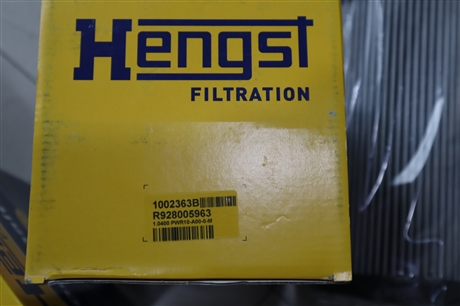 Hengst
FILTRATION
1002363B
R928005963
1.0400 PWR10-A00-0-M